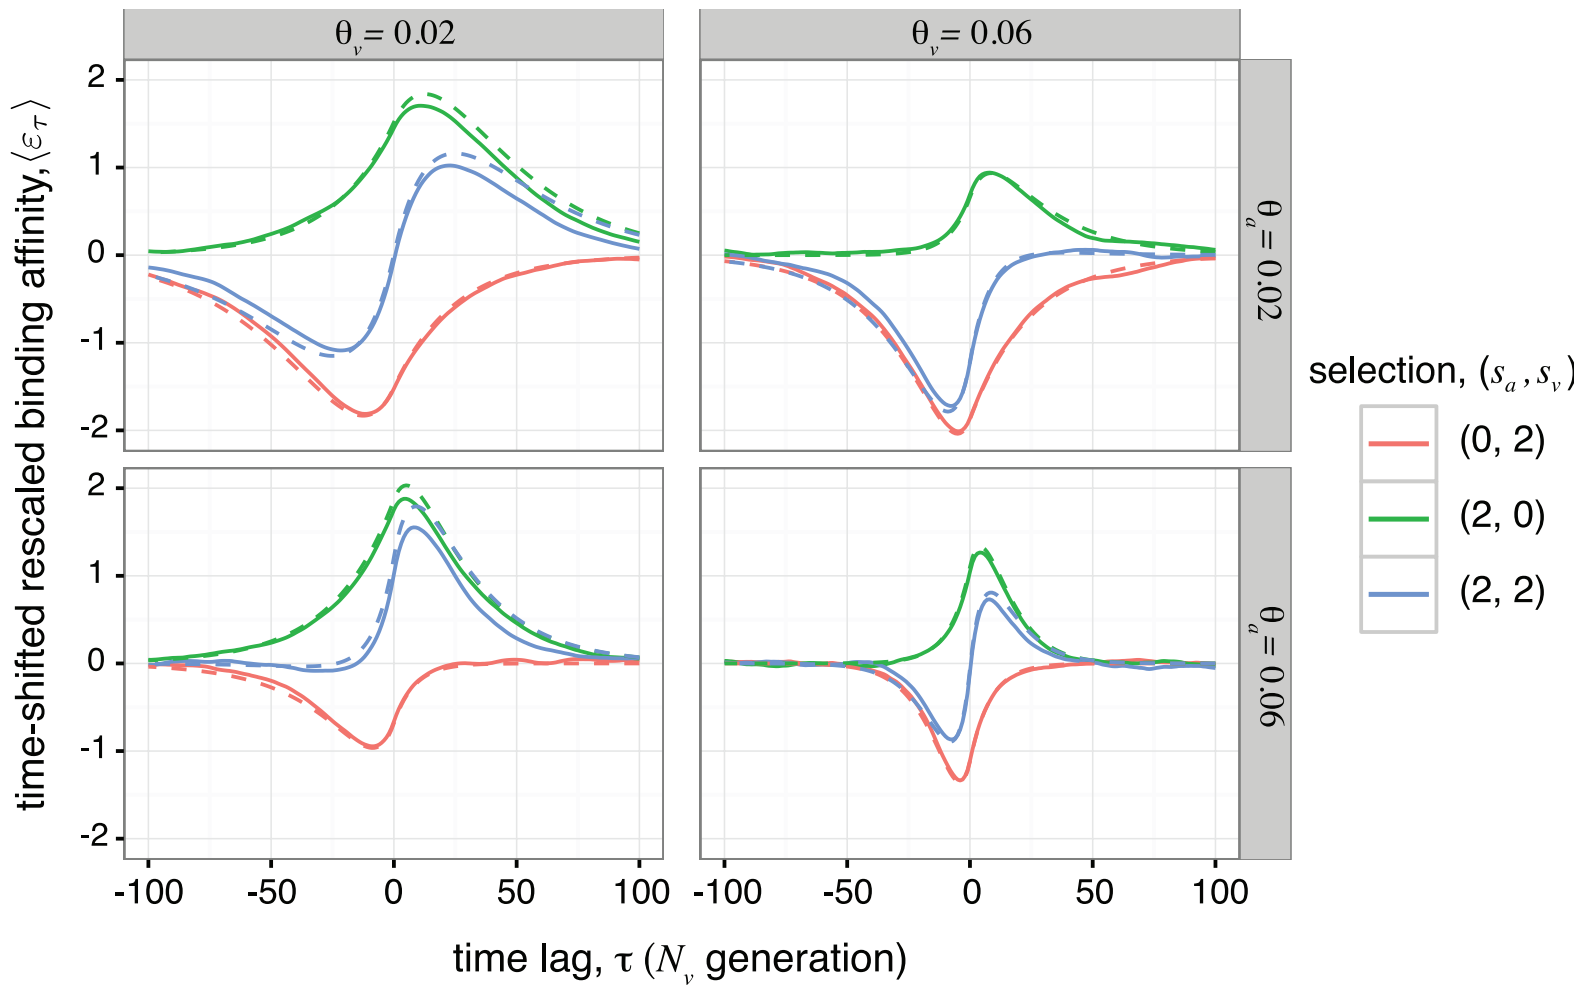 θv = 0.02
θv = 0.06
time-shifted rescaled binding affinity, ⟨ετ⟩
2
1
0
-1
-2
θa = 0.02
2
1
0
-1
-2
θa = 0.06
-100 -50 0 50 100
-100 -50 0 50 100
time lag, τ (Nv generation)
selection, (sa, sv)
(0, 2)
(2, 0)
(2, 2)